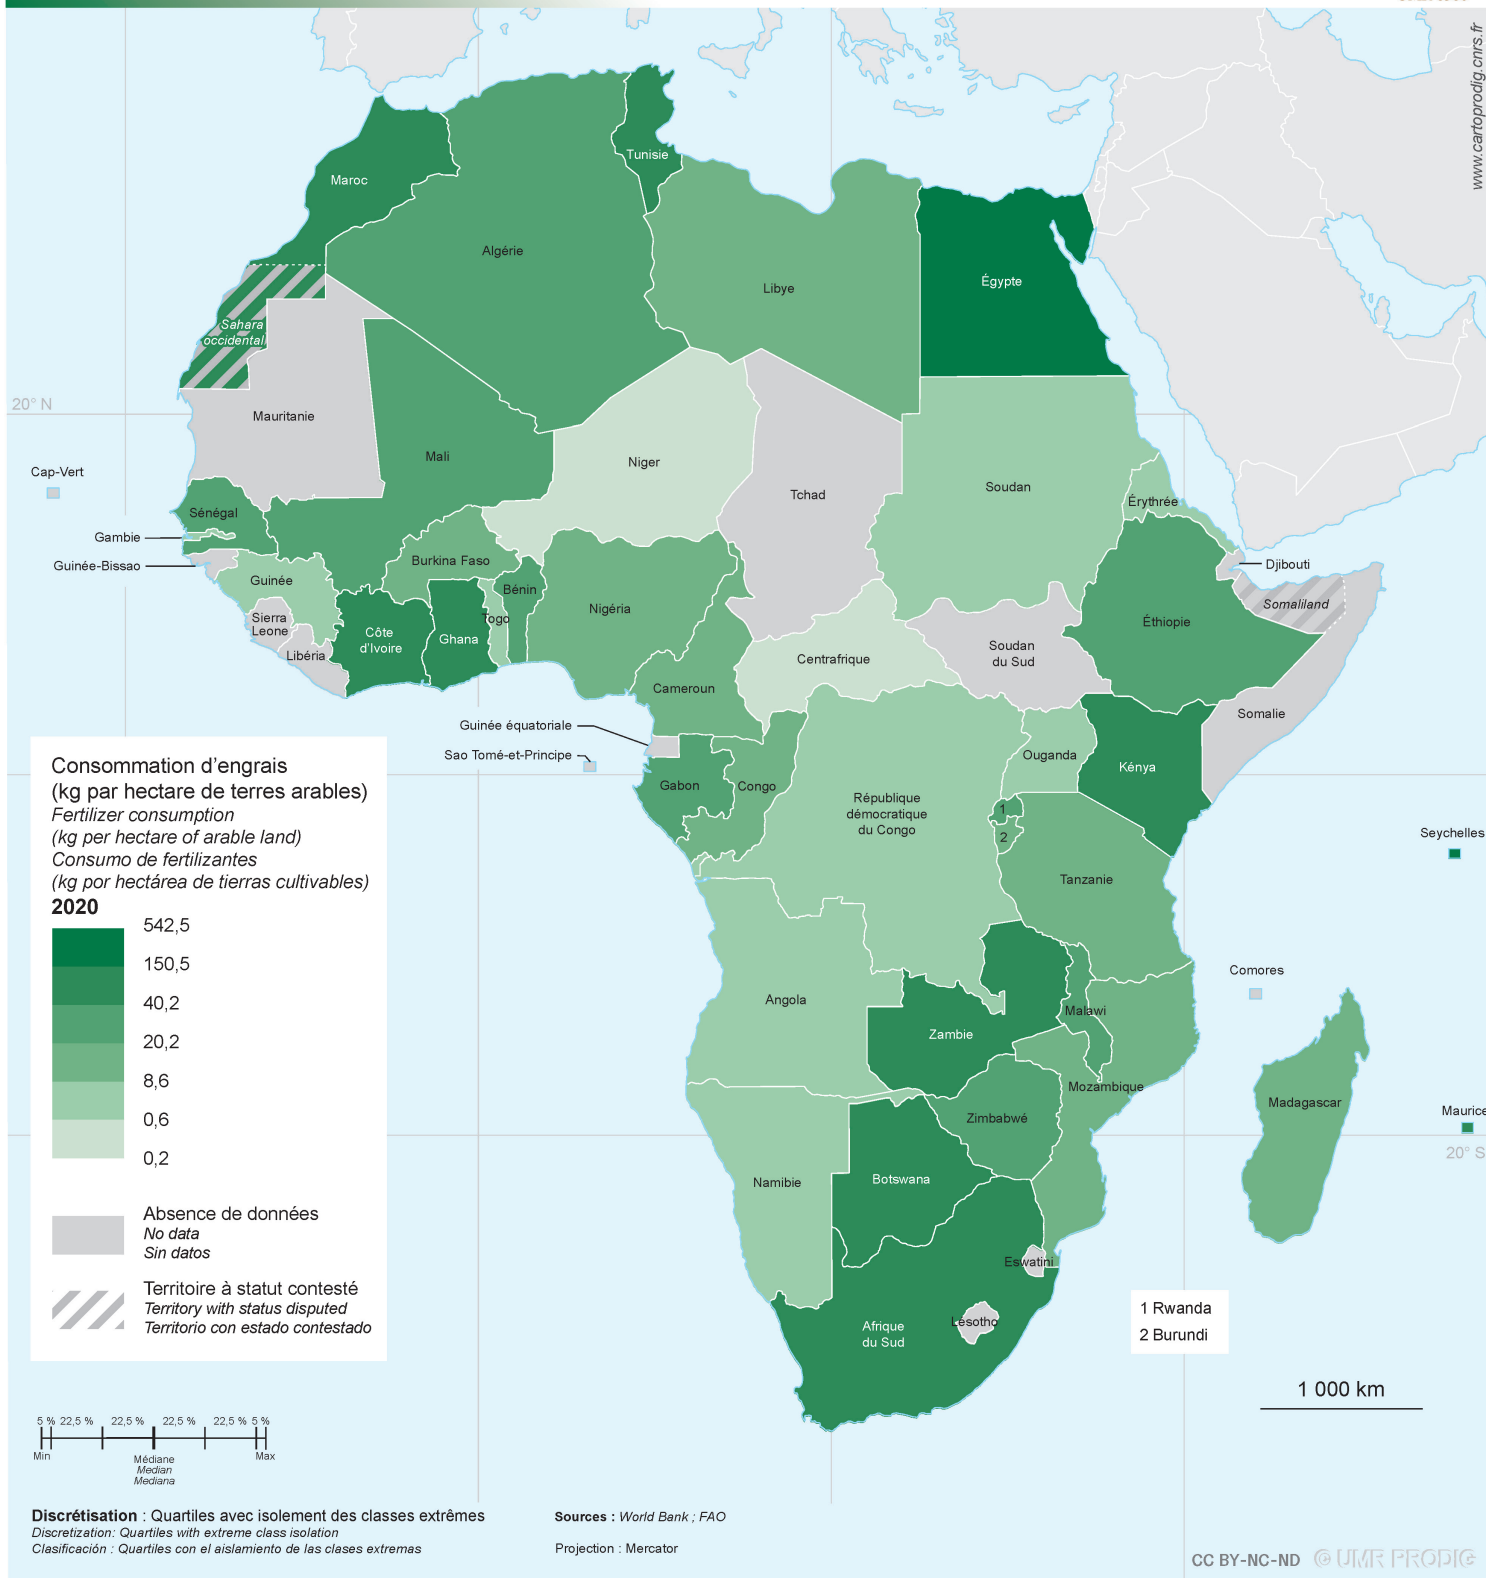 www.cartoprodig.cnrs.fr
Tunisie
Maroc
Algérie
Libye
Égypte
Sahara
occidental
20° N
Mauritanie
Mali
Niger
Cap-Vert
Tchad
Soudan
Érythrée
Sénégal
Gambie
Guinée-Bissao
Burkina Faso
Djibouti
Guinée
Bénin
Somaliland
Nigéria
Sierra
Leone
Togo
Éthiopie
Côte
d'Ivoire
Ghana
Libéria
Centrafrique
Soudan
du Sud
Cameroun
Somalie
Guinée équatoriale
Sao Tomé-et-Principe
Ouganda
Kénya
Gabon
Congo
République
démocratique
du Congo
1
2
Seychelles
Tanzanie
Comores
Angola
Malawi
Zambie
Mozambique
Madagascar
Maurice
Zimbabwé
20° S
Botswana
Namibie
Eswatini
Lesotho
Afrique
du Sud
Consommation d'engrais
(kg par hectare de terres arables)
Fertilizer consumption
(kg per hectare of arable land)
Consumo de fertilizantes
(kg por hectárea de tierras cultivables)
2020
542,5
150,5
40,2
20,2
8,6
0,6
0,2
Absence de données
No data
Sin datos
Territoire à statut contesté
Territory with status disputed
Territorio con estado contestado
1 Rwanda
2 Burundi
1 000 km
5 % 22,5 % 22,5 % 22,5 % 22,5 % 5 %
Min Max
Médiane
Median
Mediana
Discrétisation : Quartiles avec isolement des classes extrêmes
Discretization: Quartiles with extreme class isolation
Clasificación : Quartiles con el aislamiento de las clases extremas
Sources : World Bank ; FAO
Projection : Mercator
CC BY-NC-ND © UMR PRODIG